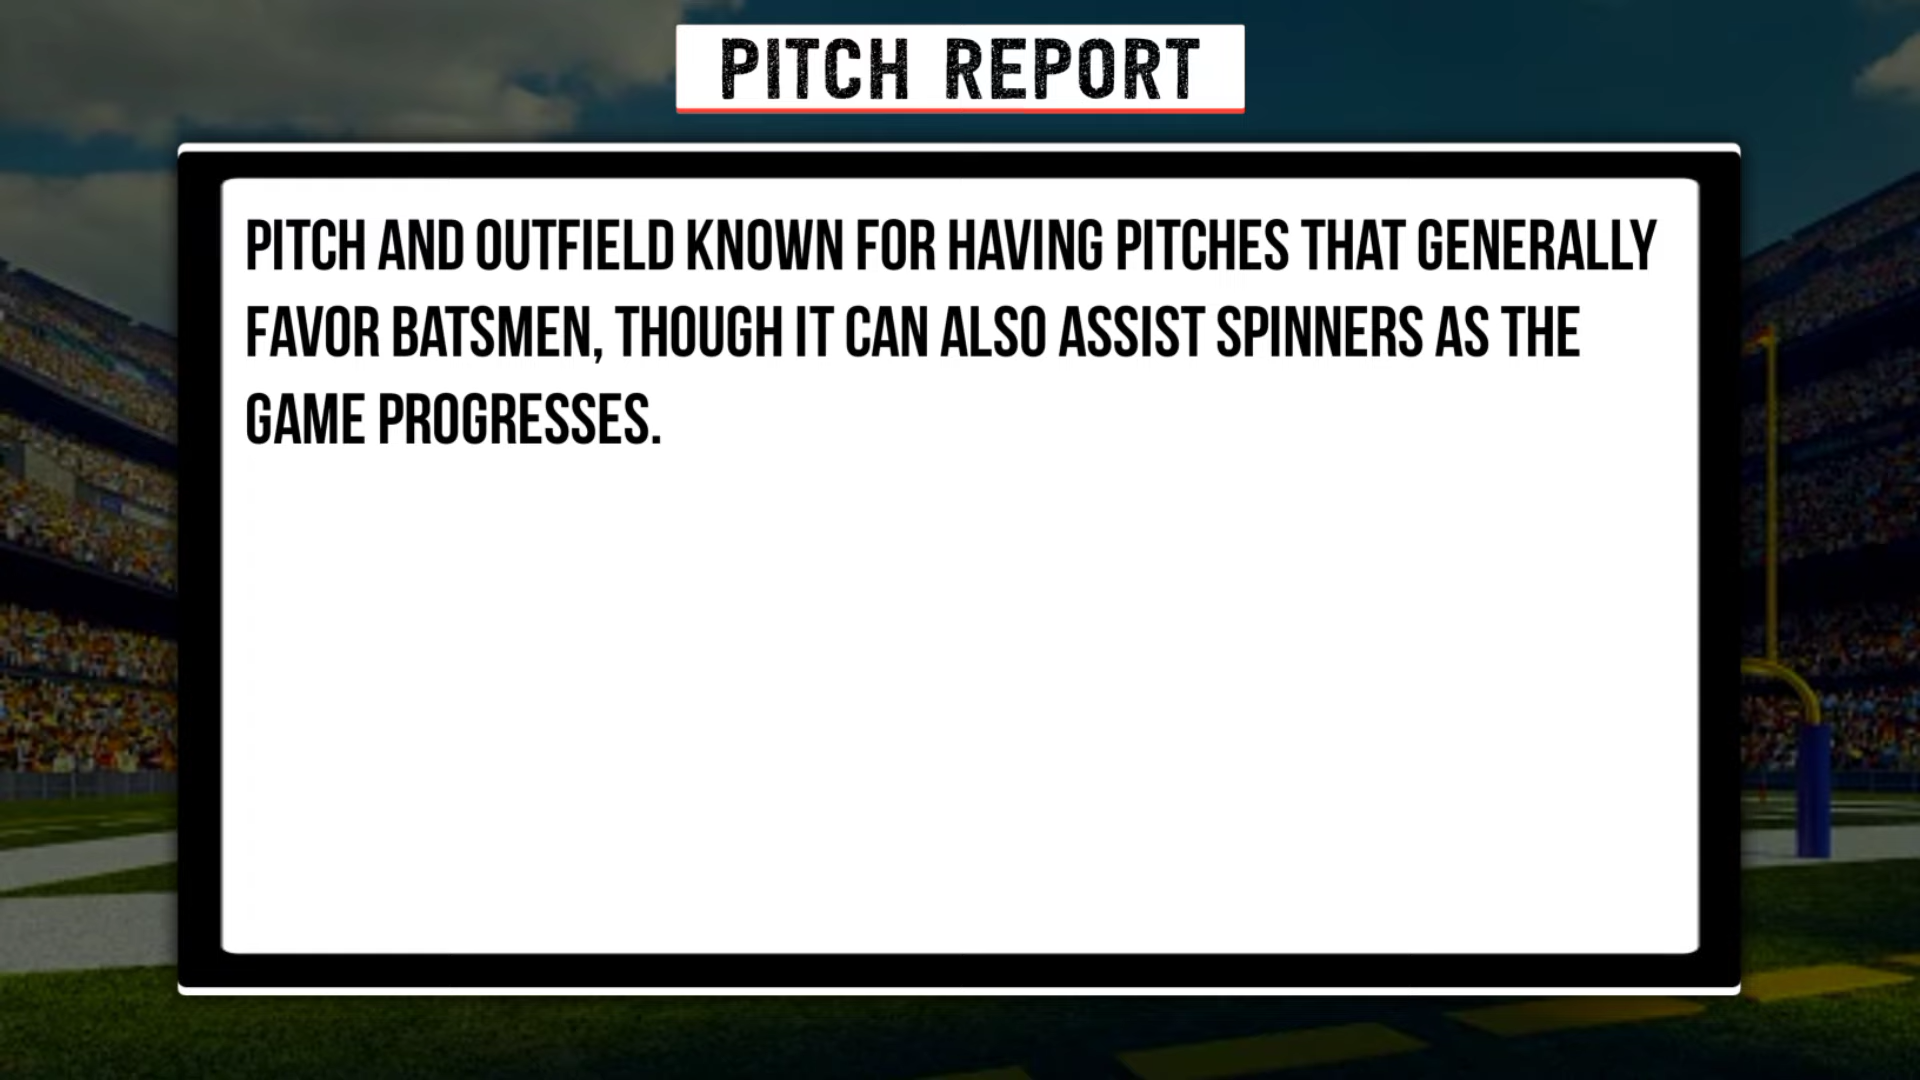 PITCH REPORT
PITCH AND OUTFIELD KNOWN FOR HAVING PITCHES THAT GENERALLY
FAVOR BATSMEN, THOUGH IT CAN ALSO ASSIST SPINNERS AS THE
GAME PROGRESSES.